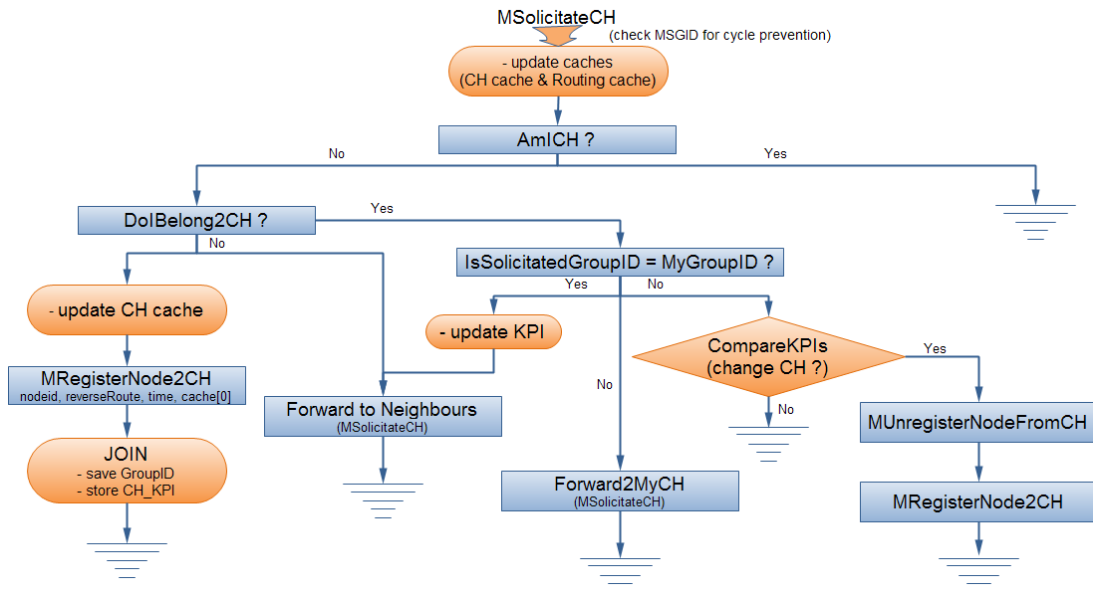 MSolicitateCH
(check MSGID for cycle prevention)
- update caches
(CH cache & Routing cache)
AmICH ?
No
Yes
DoIBelong2CH ?
Yes
No
IsSolicitatedGroupID = MyGroupID ?
Yes
No
- update CH cache
- update KPI
CompareKPIs
(change CH ?)
Yes
No
No
MRegisterNode2CH
nodeid, reverseRoute, time, cache[0]
Forward to Neighbours
(MSolicitateCH)
MUnregisterNodeFromCH
JOIN
- save GroupID
- store CH_KPI
Forward2MyCH
(MSolicitateCH)
MRegisterNode2CH